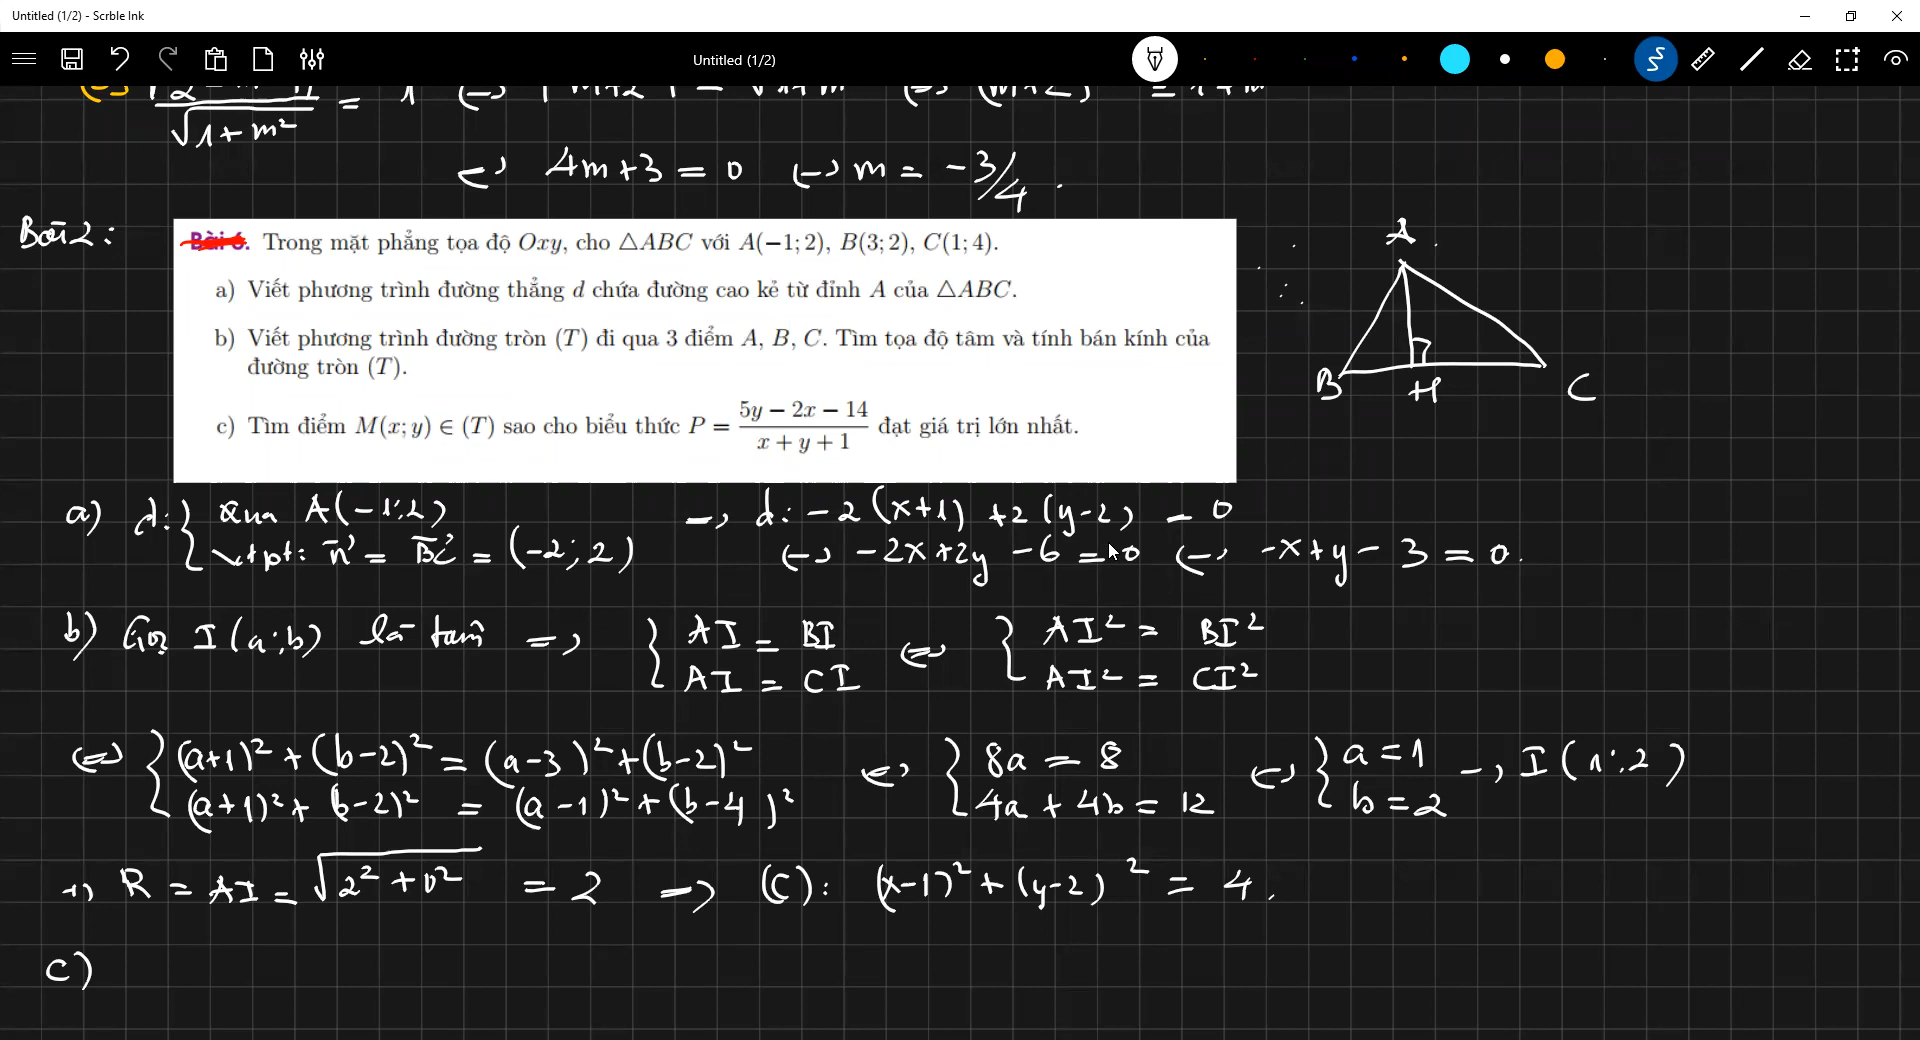 Untitled (1/2) - Scrble Ink
Untitled (1/2)
√(1+m²) = 1
⇔ 4m+3 = 0 ⇔ m = -3/4.
Bài 2:
Bài 6. Trong mặt phẳng tọa độ Oxy, cho △ABC với A(−1; 2), B(3; 2), C(1; 4).
a) Viết phương trình đường thẳng d chứa đường cao kẻ từ đỉnh A của △ABC.
b) Viết phương trình đường tròn (T) đi qua 3 điểm A, B, C. Tìm tọa độ tâm và tính bán kính của
đường tròn (T).
c) Tìm điểm M(x; y) ∈ (T) sao cho biểu thức P = (5y − 2x − 14)/(x + y + 1) đạt giá trị lớn nhất.
A
B H C
a) d: { Qua A(-1;2) → d: -2(x+1) +2(y-2) = 0
vtpt: n⃗ = BC⃗ = (-2; 2) ⇔ -2x+2y-6 = 0 ⇔ -x+y-3 = 0.
b) Gọi I(a;b) là tâm ⇒ { AI = BI ⇔ { AI² = BI²
AI = CI AI² = CI²
⇔ { (a+1)² + (b-2)² = (a-3)² + (b-2)² ⇔ { 8a = 8 ⇔ { a = 1 → I(1;2)
(a+1)² + (b-2)² = (a-1)² + (b-4)² 4a + 4b = 12 b = 2
→ R = AI = √(2² + 0²) = 2 ⇒ (C): (x-1)² + (y-2)² = 4.
c)